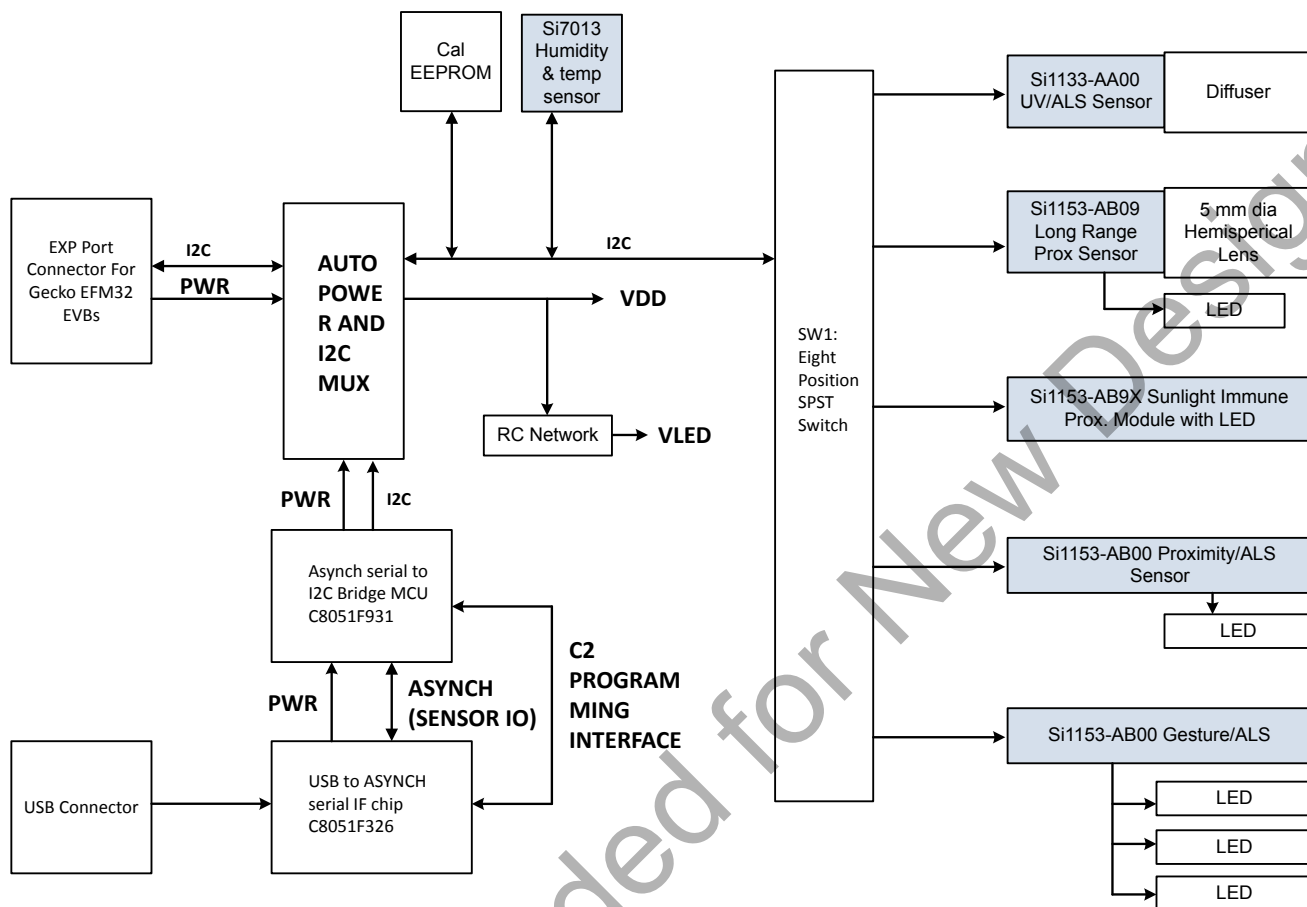 Cal
EEPROM
Si7013
Humidity
& temp
sensor
EXP Port
Connector For
Gecko EFM32
EVBs
I2C
PWR
AUTO
POWE
R AND
I2C
MUX
I2C
VDD
RC Network
VLED
PWR
I2C
Asynch serial to
I2C Bridge MCU
C8051F931
PWR
ASYNCH
(SENSOR IO)
C2
PROGRAM
MING
INTERFACE
USB Connector
USB to ASYNCH
serial IF chip
C8051F326
SW1:
Eight
Position
SPST
Switch
Si1133-AA00
UV/ALS Sensor
Diffuser
Si1153-AB09
Long Range
Prox Sensor
5 mm dia
Hemisperical
Lens
LED
Si1153-AB9X Sunlight Immune
Prox. Module with LED
Si1153-AB00 Proximity/ALS
Sensor
LED
Si1153-AB00 Gesture/ALS
LED
LED
LED
ded for New Design